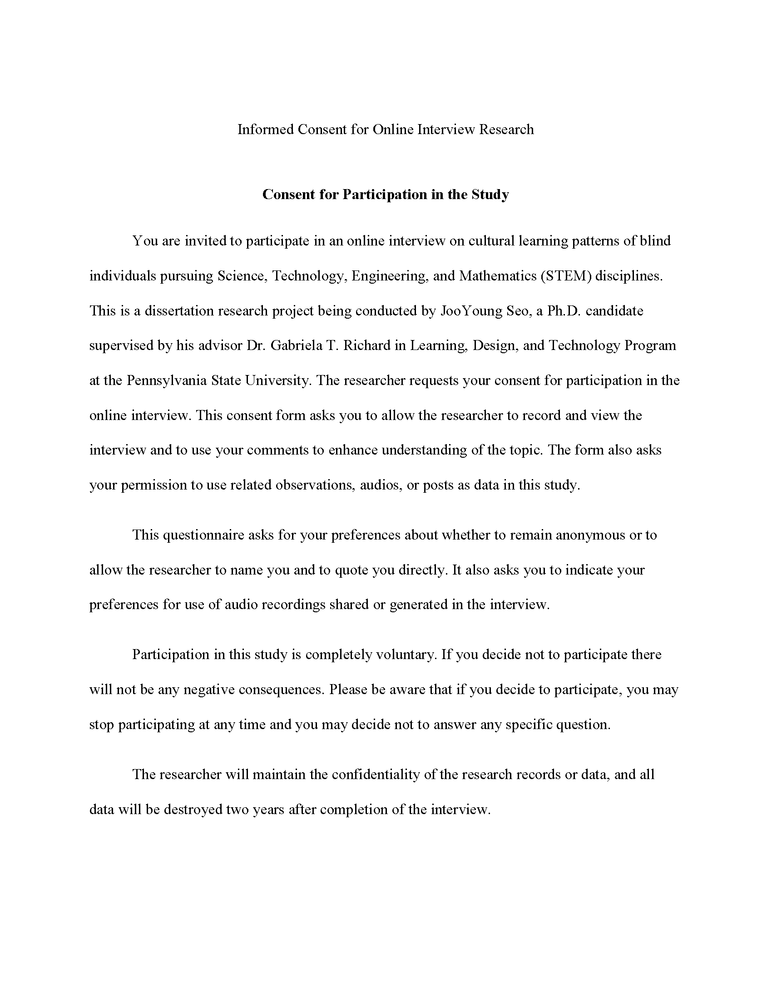 Informed Consent for Online Interview Research
Consent for Participation in the Study
You are invited to participate in an online interview on cultural learning patterns of blind
individuals pursuing Science, Technology, Engineering, and Mathematics (STEM) disciplines.
This is a dissertation research project being conducted by JooYoung Seo, a Ph.D. candidate
supervised by his advisor Dr. Gabriela T. Richard in Learning, Design, and Technology Program
at the Pennsylvania State University. The researcher requests your consent for participation in the
online interview. This consent form asks you to allow the researcher to record and view the
interview and to use your comments to enhance understanding of the topic. The form also asks
your permission to use related observations, audios, or posts as data in this study.
This questionnaire asks for your preferences about whether to remain anonymous or to
allow the researcher to name you and to quote you directly. It also asks you to indicate your
preferences for use of audio recordings shared or generated in the interview.
Participation in this study is completely voluntary. If you decide not to participate there
will not be any negative consequences. Please be aware that if you decide to participate, you may
stop participating at any time and you may decide not to answer any specific question.
The researcher will maintain the confidentiality of the research records or data, and all
data will be destroyed two years after completion of the interview.